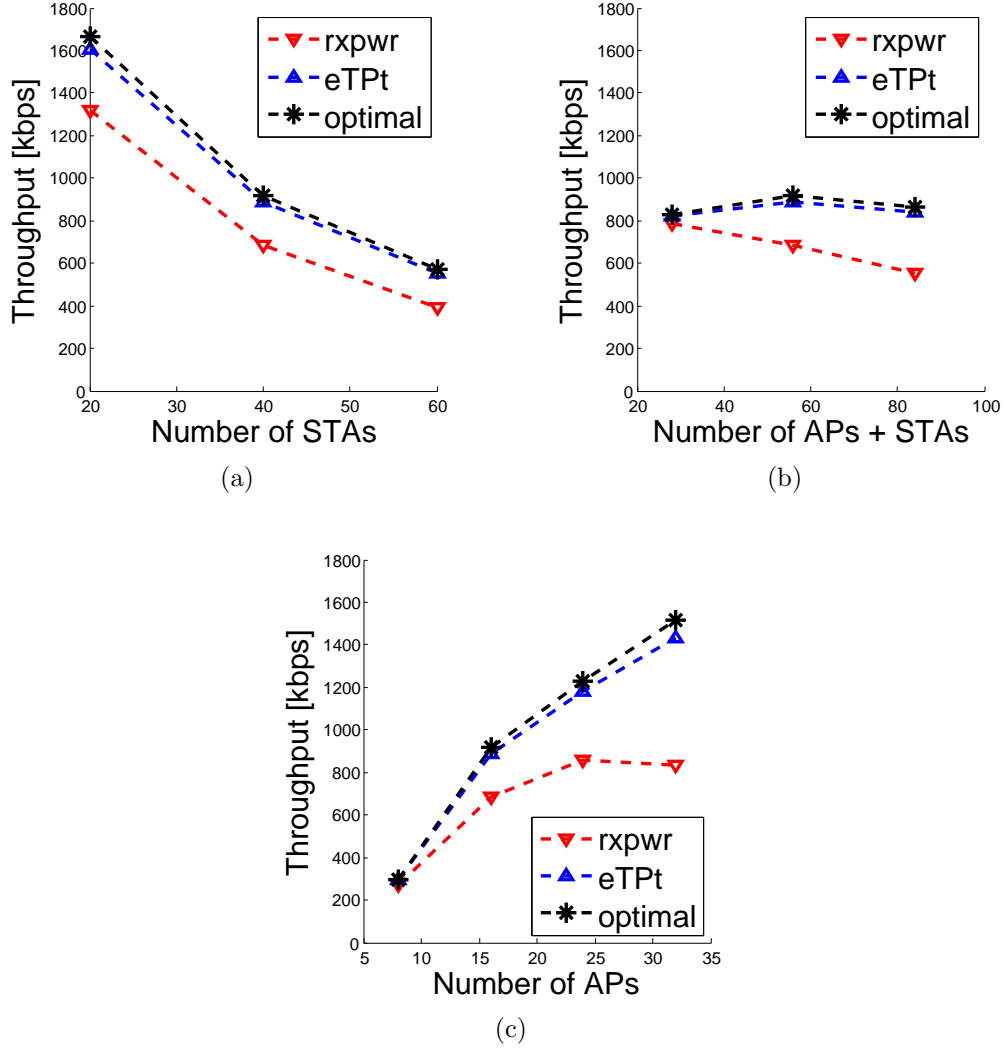 1800
1600
1400
1200
1000
800
600
400
200
0
20
30
40
50
60
Throughput [kbps]
Number of STAs
rxpwr
eTPt
optimal
(a)
1800
1600
1400
1200
1000
800
600
400
200
0
20
40
60
80
100
Throughput [kbps]
Number of APs + STAs
rxpwr
eTPt
optimal
(b)
1800
1600
1400
1200
1000
800
600
400
200
0
5
10
15
20
25
30
35
Throughput [kbps]
Number of APs
rxpwr
eTPt
optimal
(c)